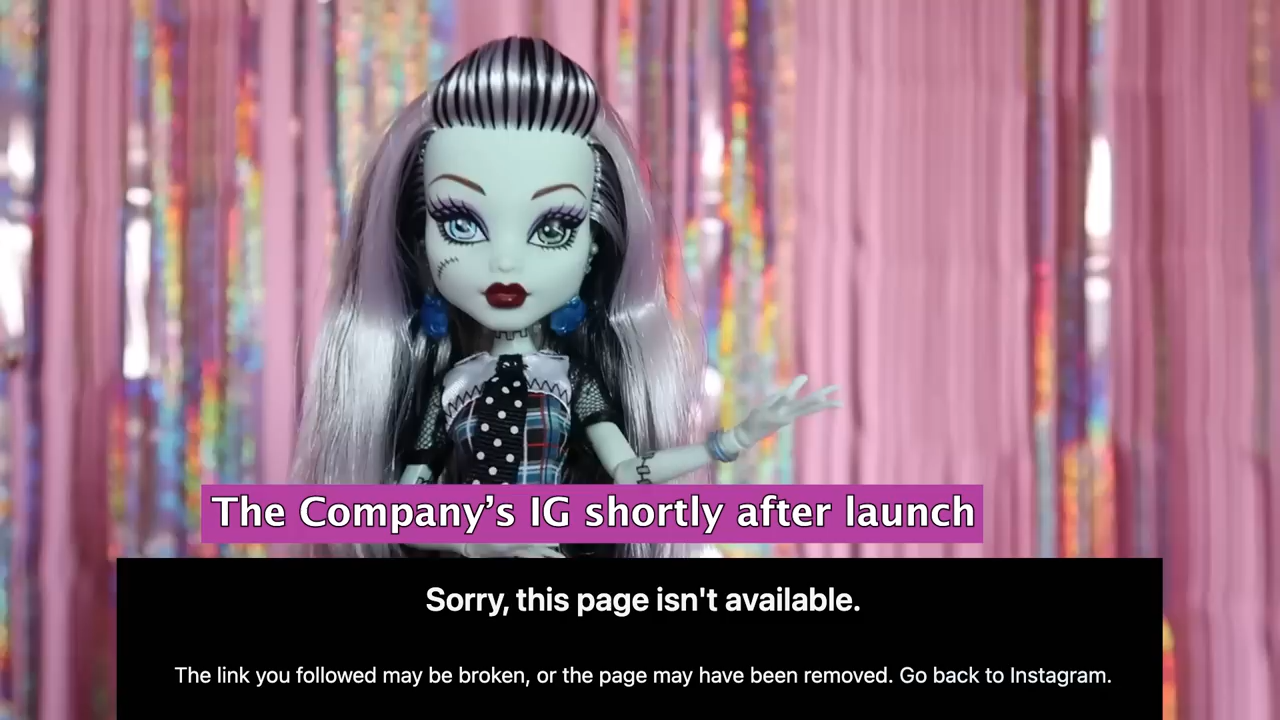 The Company’s IG shortly after launch
Sorry, this page isn't available.
The link you followed may be broken, or the page may have been removed. Go back to Instagram.